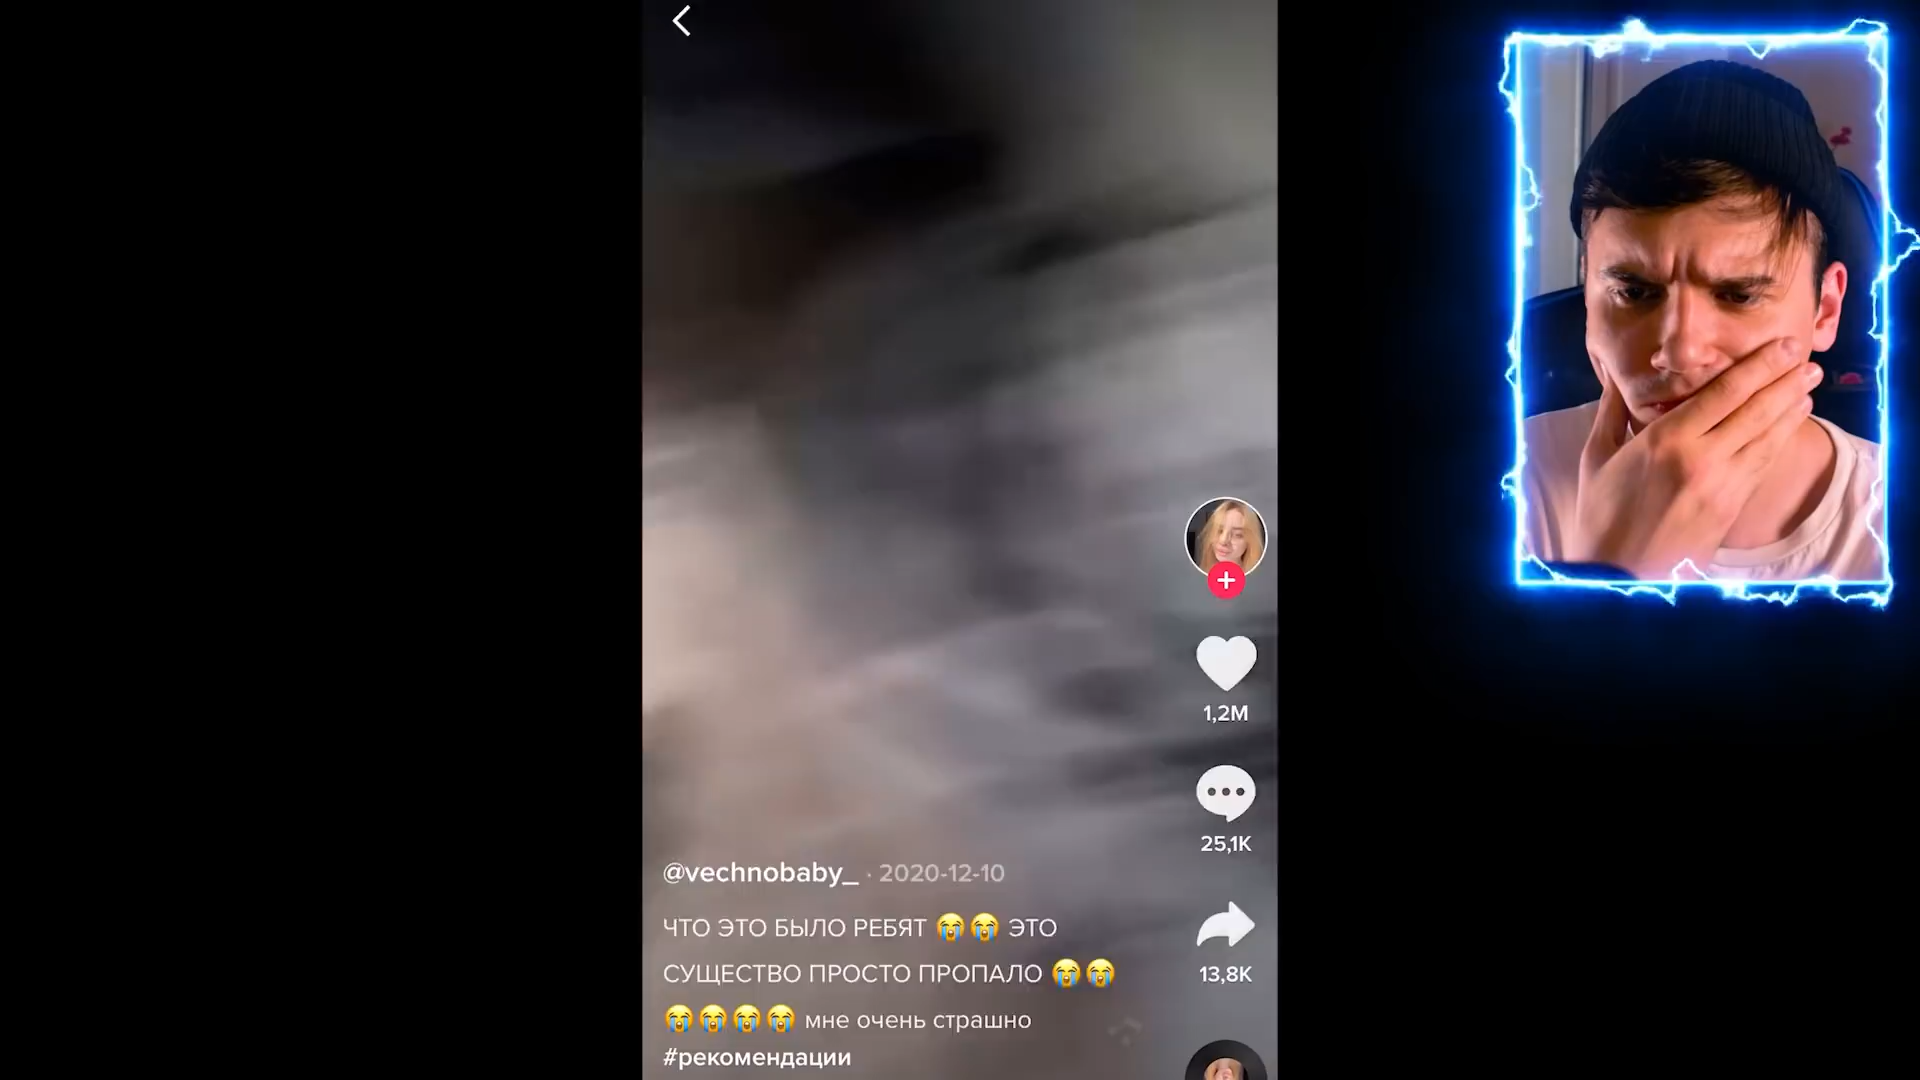 1,2M
25,1K
@vechnobaby_ · 2020-12-10
ЧТО ЭТО БЫЛО РЕБЯТ 😭😭 ЭТО
СУЩЕСТВО ПРОСТО ПРОПАЛО 😭😭
13,8K
😭😭😭😭 мне очень страшно
#рекомендации